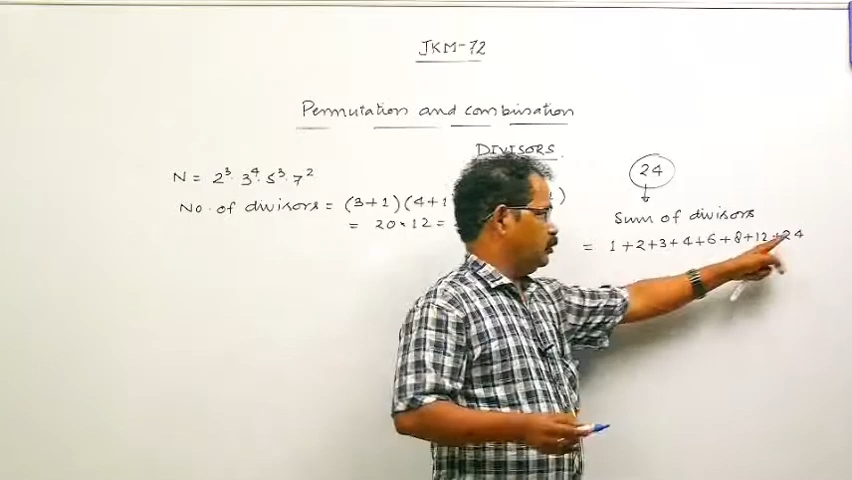 JKM-72
Permutation and combination
DIVISORS.
N = 2³. 3⁴. 5³. 7²
No. of divisors = (3+1)(4+1 )
= 20 × 12 =
24
Sum of divisors
= 1+2+3+4+6+8+12+24